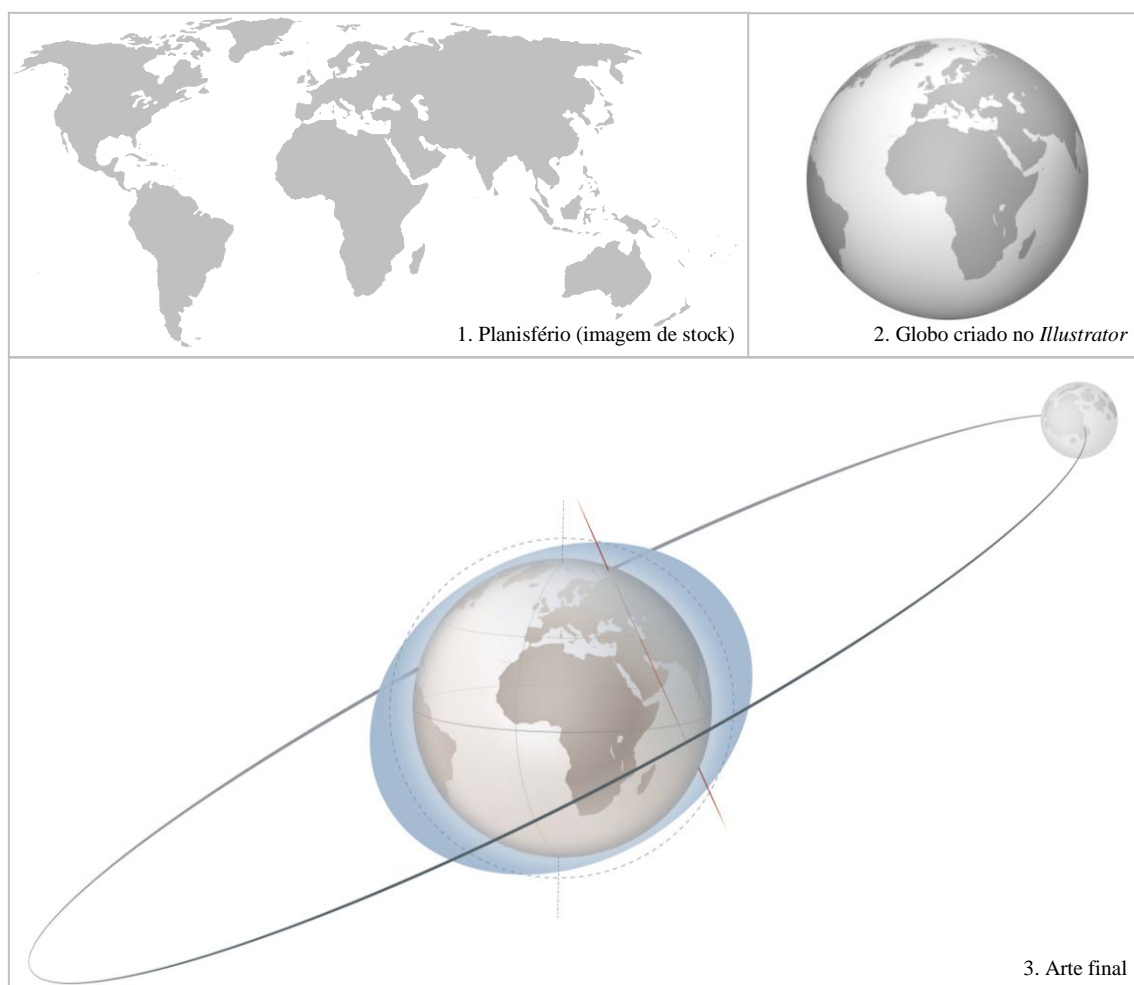 1. Planisfério (imagem de stock)
2. Globo criado no Illustrator
3. Arte final